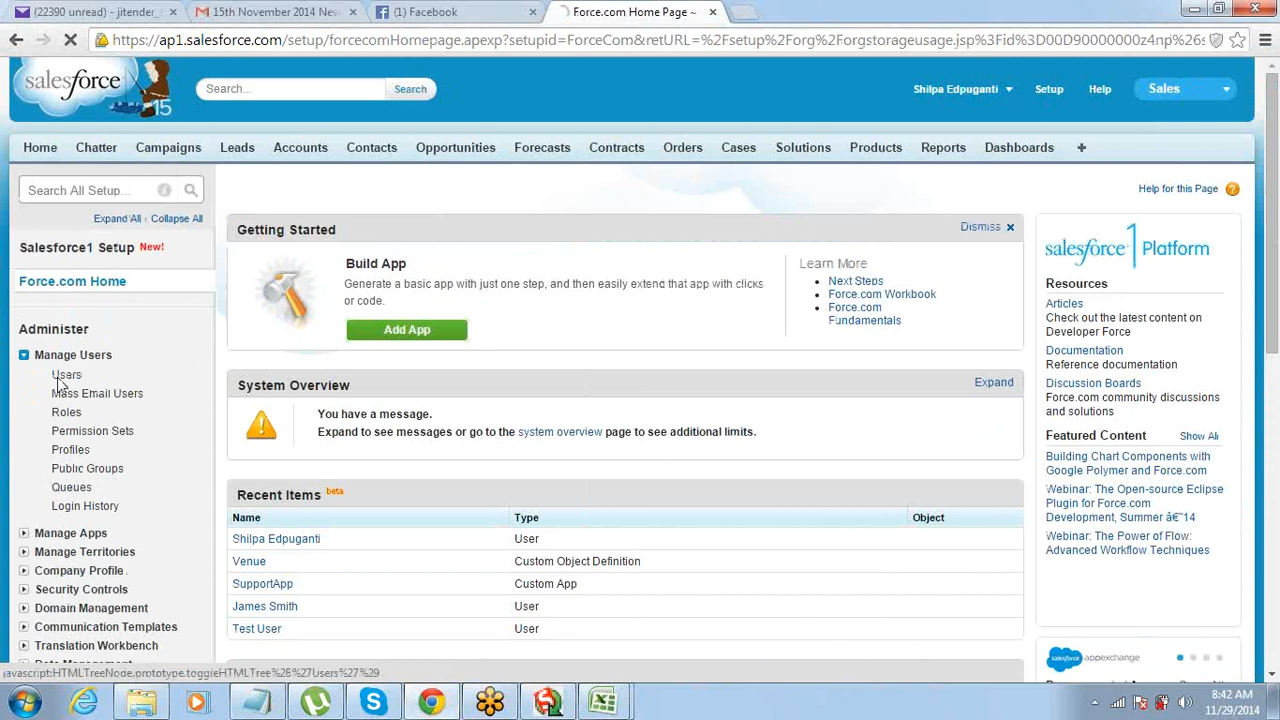 (22390 unread) - jitender_
15th November 2014 Nev
(1) Facebook
Force.com Home Page ~
https://ap1.salesforce.com/setup/forcecomHomepage.apexp?setupid=ForceCom&retURL=%2Fsetup%2Forg%2Forgstorageusage.jsp%3Fid%3D00D90000000z4np%26s
salesforce
15
Search...
Search
Shilpa Edpuganti
Setup
Help
Sales
Home
Chatter
Campaigns
Leads
Accounts
Contacts
Opportunities
Forecasts
Contracts
Orders
Cases
Solutions
Products
Reports
Dashboards
+
Search All Setup...
Expand All | Collapse All
Salesforce1 Setup New!
Force.com Home
Administer
Manage Users
Users
Mass Email Users
Roles
Permission Sets
Profiles
Public Groups
Queues
Login History
Manage Apps
Manage Territories
Company Profile
Security Controls
Domain Management
Communication Templates
Translation Workbench
javascript:HTMLTreeNode.prototype.toggleHTMLTree%28%27Users%27%29
Help for this Page
Getting Started
Dismiss
Build App
Generate a basic app with just one step, and then easily extend that app with clicks
or code.
Add App
Learn More
Next Steps
Force.com Workbook
Force.com
Fundamentals
System Overview
Expand
You have a message.
Expand to see messages or go to the system overview page to see additional limits.
Recent Items beta
Name Type Object
Shilpa Edpuganti User
Venue Custom Object Definition
SupportApp Custom App
James Smith User
Test User User
salesforce1 Platform
Resources
Articles
Check out the latest content on
Developer Force
Documentation
Reference documentation
Discussion Boards
Force.com community discussions
and solutions
Featured Content
Show All
Building Chart Components with
Google Polymer and Force.com
Webinar: The Open-source Eclipse
Plugin for Force.com
Development, Summer â€˜14
Webinar: The Power of Flow:
Advanced Workflow Techniques
salesforce appexchange
8:42 AM
11/29/2014